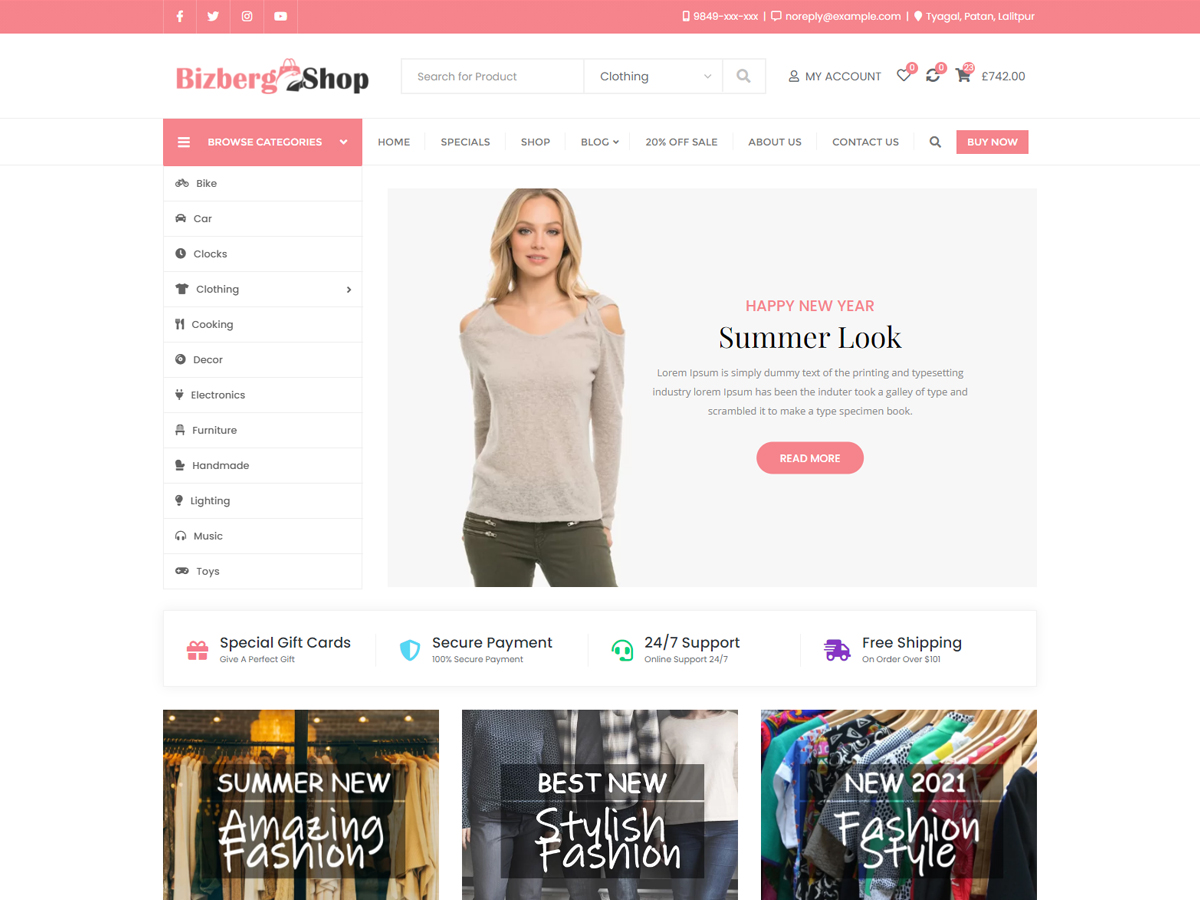 9849-xxx-xxx | noreply@example.com | Tyagal, Patan, Lalitpur
Bizberg Shop
Search for Product
Clothing
MY ACCOUNT
0
0
23
£742.00
BROWSE CATEGORIES
HOME
SPECIALS
SHOP
BLOG
20% OFF SALE
ABOUT US
CONTACT US
BUY NOW
Bike
Car
Clocks
Clothing
Cooking
Decor
Electronics
Furniture
Handmade
Lighting
Music
Toys
HAPPY NEW YEAR
Summer Look
Lorem Ipsum is simply dummy text of the printing and typesetting
industry lorem Ipsum has been the induter took a galley of type and
scrambled it to make a type specimen book.
READ MORE
Special Gift Cards
Give A Perfect Gift
Secure Payment
100% Secure Payment
24/7 Support
Online Support 24/7
Free Shipping
On Order Over $101
SUMMER NEW
Amazing
Fashion
BEST NEW
Stylish
Fashion
NEW 2021
Fashion
Style